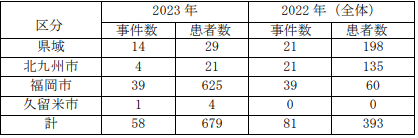 区分 2023 年 2022 年（全体）
事件数 患者数 事件数 患者数
県域 14 29 21 198
北九州市 4 21 21 135
福岡市 39 625 39 60
久留米市 1 4 0 0
計 58 679 81 393